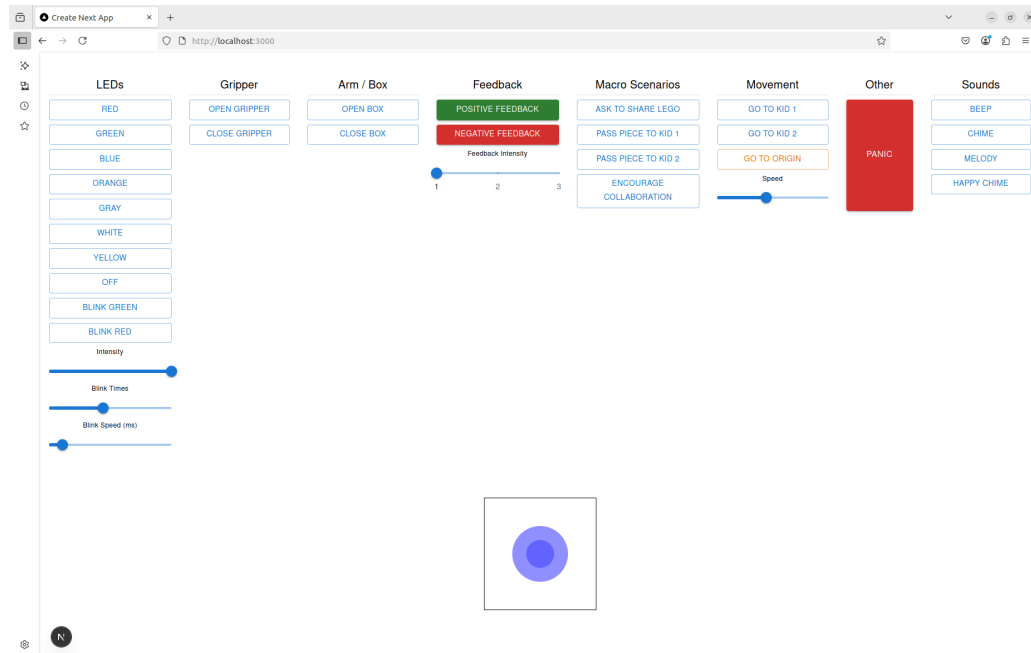 Create Next App
http://localhost:3000
LEDs
RED
GREEN
BLUE
ORANGE
GRAY
WHITE
YELLOW
OFF
BLINK GREEN
BLINK RED
Intensity
Blink Times
Blink Speed (ms)
Gripper
OPEN GRIPPER
CLOSE GRIPPER
Arm / Box
OPEN BOX
CLOSE BOX
Feedback
POSITIVE FEEDBACK
NEGATIVE FEEDBACK
Feedback Intensity
1 2 3
Macro Scenarios
ASK TO SHARE LEGO
PASS PIECE TO KID 1
PASS PIECE TO KID 2
ENCOURAGE
COLLABORATION
Movement
GO TO KID 1
GO TO KID 2
GO TO ORIGIN
Speed
Other
PANIC
Sounds
BEEP
CHIME
MELODY
HAPPY CHIME
N